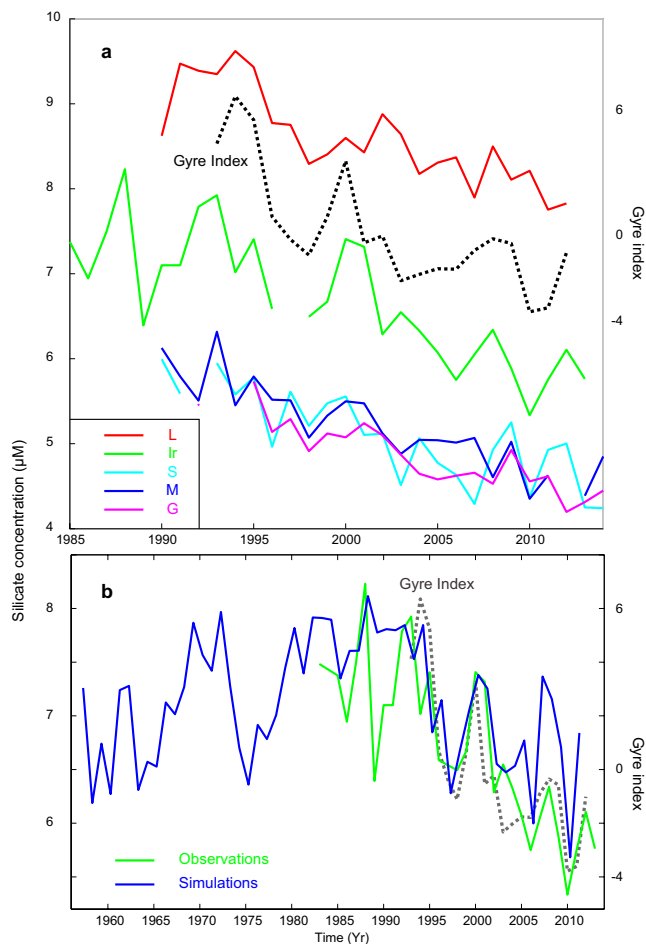 10
a
9
6
Gyre Index
8
0
7
Gyre index
-4
6
L
Ir
5
S
M
G
4
1985 1990 1995 2000 2005 2010
Silicate concentration (µM)
b
Gyre Index
8
6
7
0
Gyre index
6
Observations
-4
Simulations
1960 1965 1970 1975 1980 1985 1990 1995 2000 2005 2010
Time (Yr)